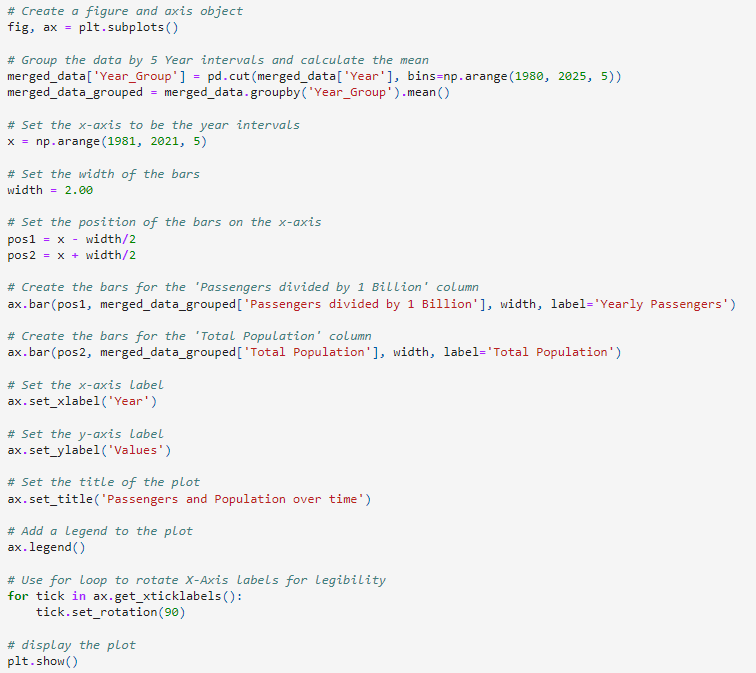 # Create a figure and axis object
fig, ax = plt.subplots()
# Group the data by 5 Year intervals and calculate the mean
merged_data['Year_Group'] = pd.cut(merged_data['Year'], bins=np.arange(1980, 2025, 5))
merged_data_grouped = merged_data.groupby('Year_Group').mean()
# Set the x-axis to be the year intervals
x = np.arange(1981, 2021, 5)
# Set the width of the bars
width = 2.00
# Set the position of the bars on the x-axis
pos1 = x - width/2
pos2 = x + width/2
# Create the bars for the 'Passengers divided by 1 Billion' column
ax.bar(pos1, merged_data_grouped['Passengers divided by 1 Billion'], width, label='Yearly Passengers')
# Create the bars for the 'Total Population' column
ax.bar(pos2, merged_data_grouped['Total Population'], width, label='Total Population')
# Set the x-axis label
ax.set_xlabel('Year')
# Set the y-axis label
ax.set_ylabel('Values')
# Set the title of the plot
ax.set_title('Passengers and Population over time')
# Add a legend to the plot
ax.legend()
# Use for loop to rotate X-Axis labels for legibility
for tick in ax.get_xticklabels():
    tick.set_rotation(90)
# display the plot
plt.show()